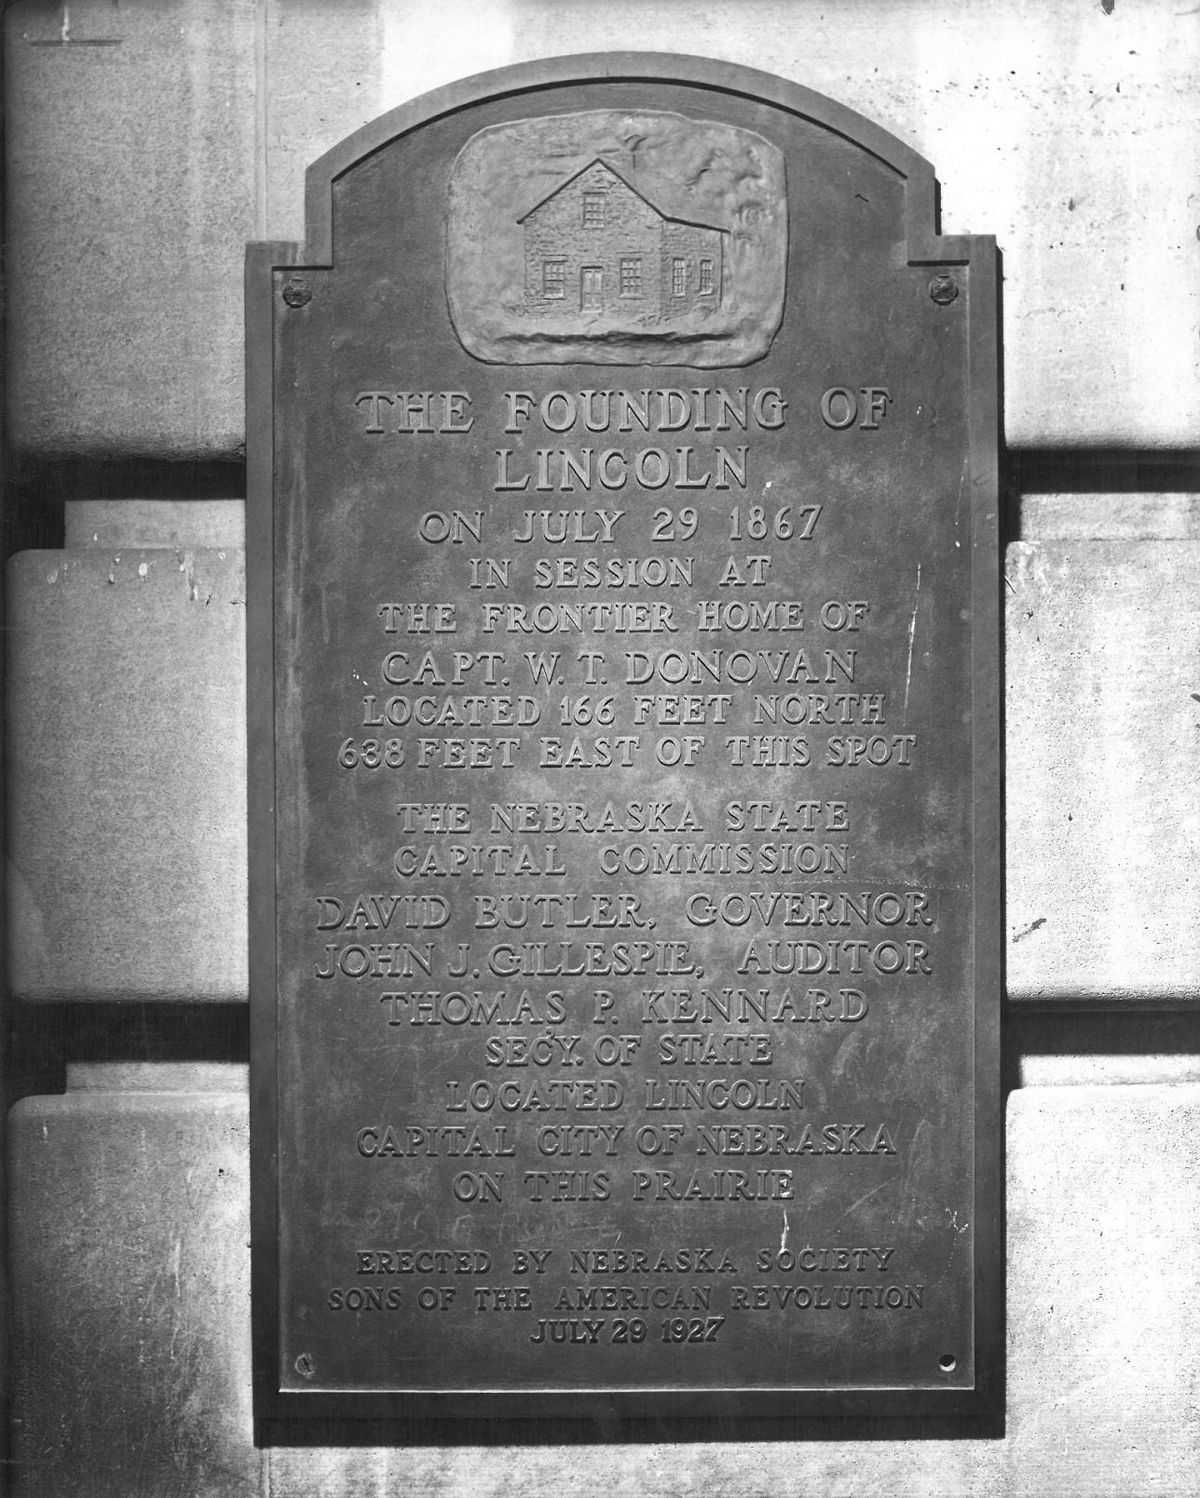 THE FOUNDING OF
LINCOLN
ON JULY 29 1867
IN SESSION AT
THE FRONTIER HOME OF
CAPT. W. T. DONOVAN
LOCATED 166 FEET NORTH
638 FEET EAST OF THIS SPOT
THE NEBRASKA STATE
CAPITAL COMMISSION
DAVID BUTLER, GOVERNOR
JOHN J. GILLESPIE, AUDITOR
THOMAS P. KENNARD
SEC'Y. OF STATE
LOCATED LINCOLN
CAPITAL CITY OF NEBRASKA
ON THIS PRAIRIE
ERECTED BY NEBRASKA SOCIETY
SONS OF THE AMERICAN REVOLUTION
JULY 29 1927